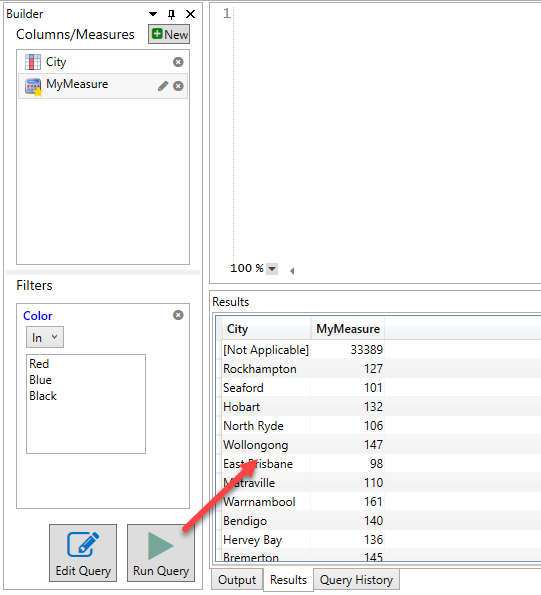 Builder
Columns/Measures
New
City
MyMeasure
Filters
Color
In
Red
Blue
Black
Edit Query
Run Query
1
100 %
Results
City MyMeasure
[Not Applicable] 33389
Rockhampton 127
Seaford 101
Hobart 132
North Ryde 106
Wollongong 147
East Brisbane 98
Matraville 110
Warrnambool 161
Bendigo 140
Hervey Bay 136
Bremerton 145
Output Results Query History